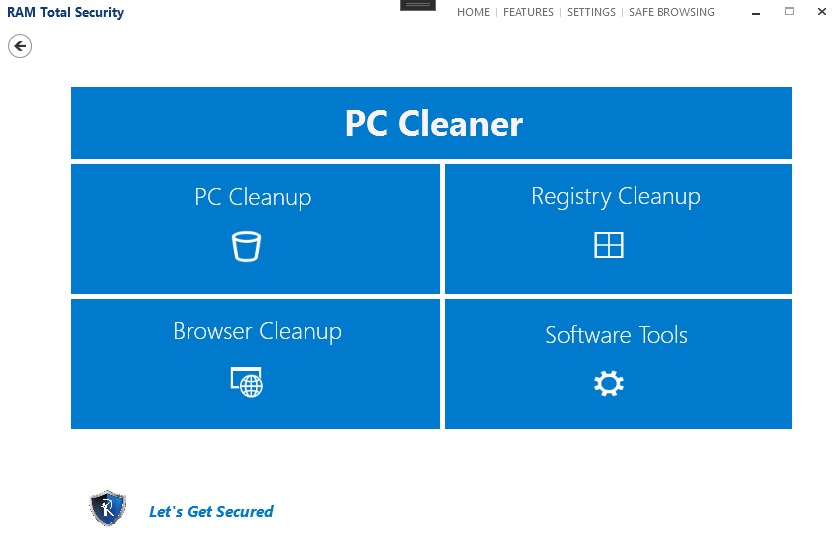 RAM Total Security
HOME | FEATURES | SETTINGS | SAFE BROWSING
PC Cleaner
PC Cleanup
Registry Cleanup
Browser Cleanup
Software Tools
Let's Get Secured